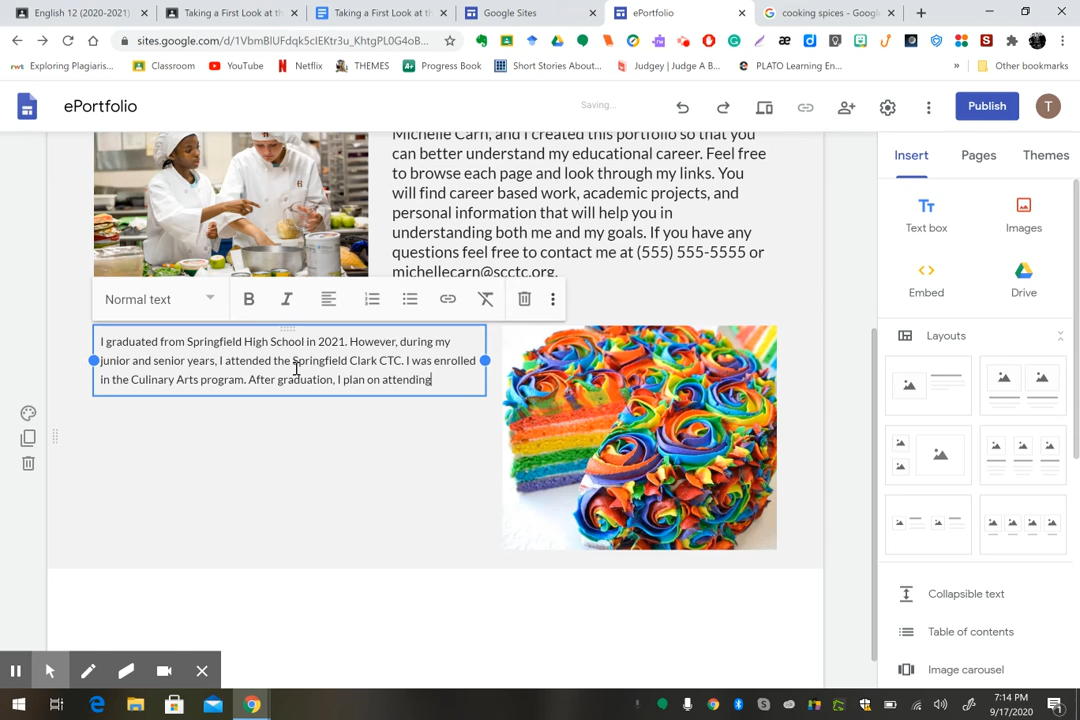 English 12 (2020-2021)
Taking a First Look at th
Taking a First Look at th
Google Sites
ePortfolio
cooking spices - Google
sites.google.com/d/1VbmBlUFdqk5cIEKtr3u_KhtgPL0G4oB...
Exploring Plagiaris...
Classroom
YouTube
Netflix
THEMES
Progress Book
Short Stories About...
Judgey | Judge A B...
PLATO Learning En...
»
Other bookmarks
ePortfolio
Saving...
Publish
T
Michelle Carn, and I created this portfolio so that you
can better understand my educational career. Feel free
to browse each page and look through my links. You
will find career based work, academic projects, and
personal information that will help you in
understanding both me and my goals. If you have any
questions feel free to contact me at (555) 555-5555 or
michellecarn@scctc.org.
Insert
Pages
Themes
Text box
Images
Embed
Drive
Layouts
Collapsible text
Table of contents
Image carousel
Normal text
B
I
I graduated from Springfield High School in 2021. However, during my
junior and senior years, I attended the Springfield Clark CTC. I was enrolled
in the Culinary Arts program. After graduation, I plan on attending
7:14 PM
9/17/2020